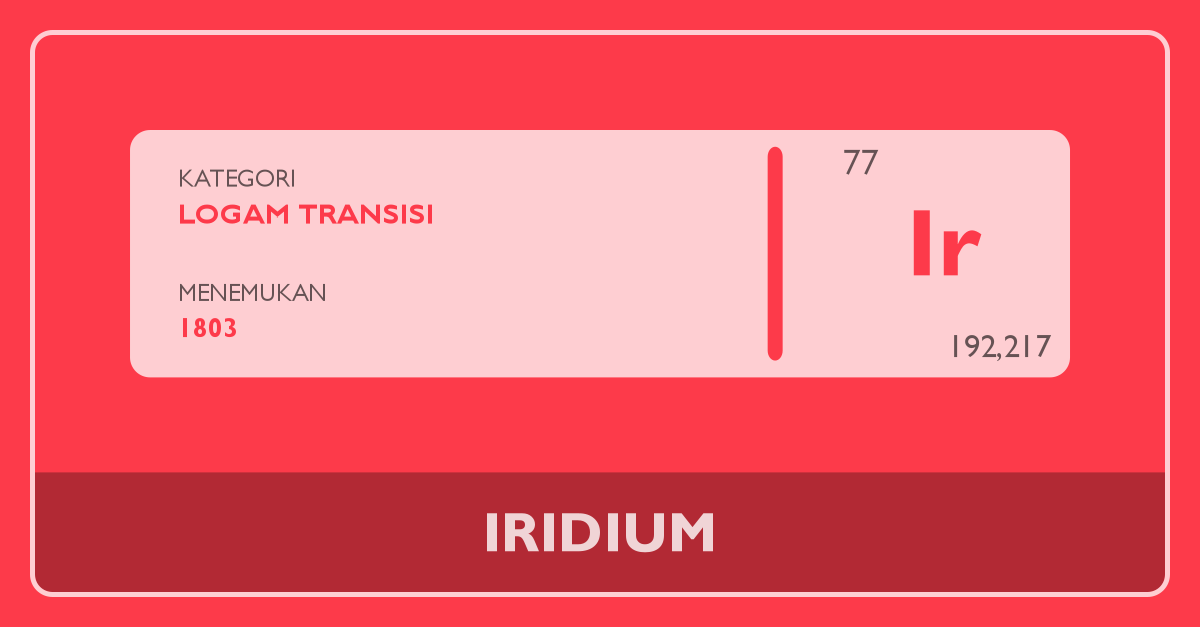 KATEGORI
LOGAM TRANSISI
MENEMUKAN
1803
77
Ir
192,217
IRIDIUM